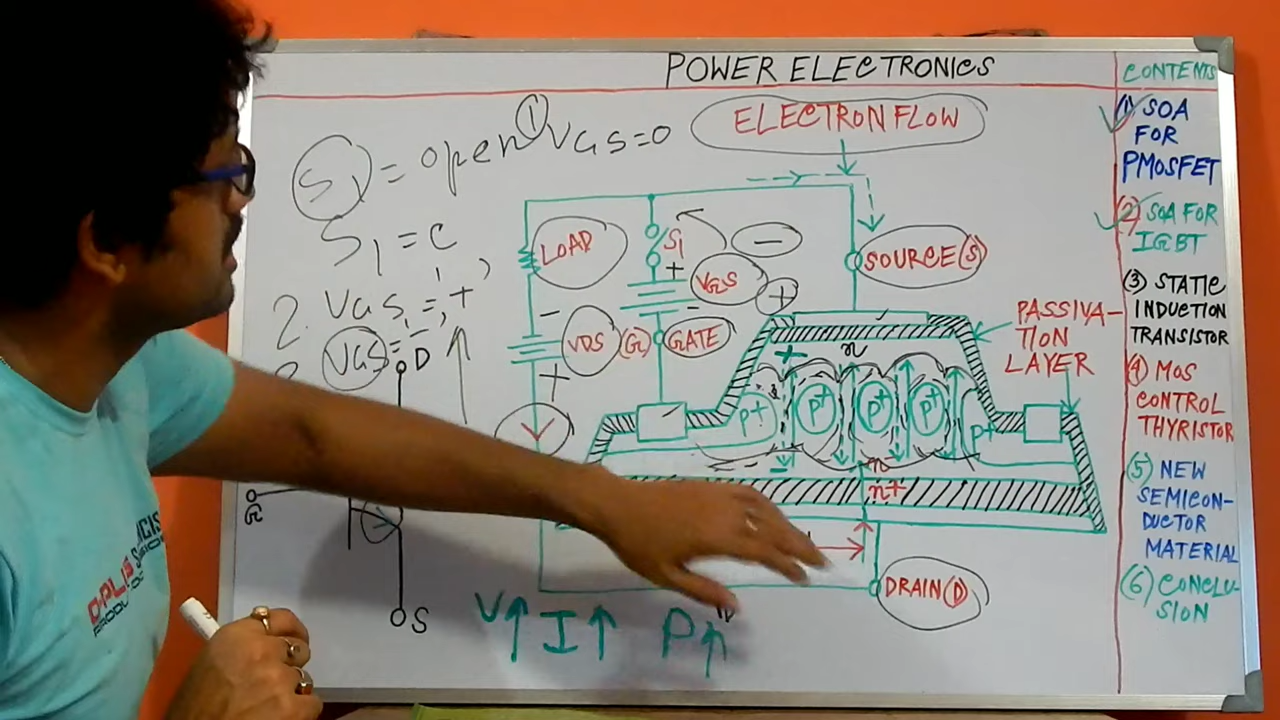 POWER ELECTRONICS
ELECTRON FLOW
S1 = open ① VGS=0
S1 = C
2. VGS = +
VGS = -
D
G
S
LOAD
S1
+
-
VGS
+
-
-
VDS
+
(G)
GATE
SOURCE(S)
PASSIVA-
TION
LAYER
+
n
P+
P+
P+
P+
P+
-
n
n+
DRAIN(D)
V↑ I↑ P↑
CONTENTS
(1) SOA
FOR
PMOSFET
(2) SOA FOR
IGBT
(3) STATIC
INDUCTION
TRANSISTOR
(4) MOS
CONTROL
THYRISTOR
(5) NEW
SEMICON-
DUCTOR
MATERIAL
(6) CONCLU-
SION